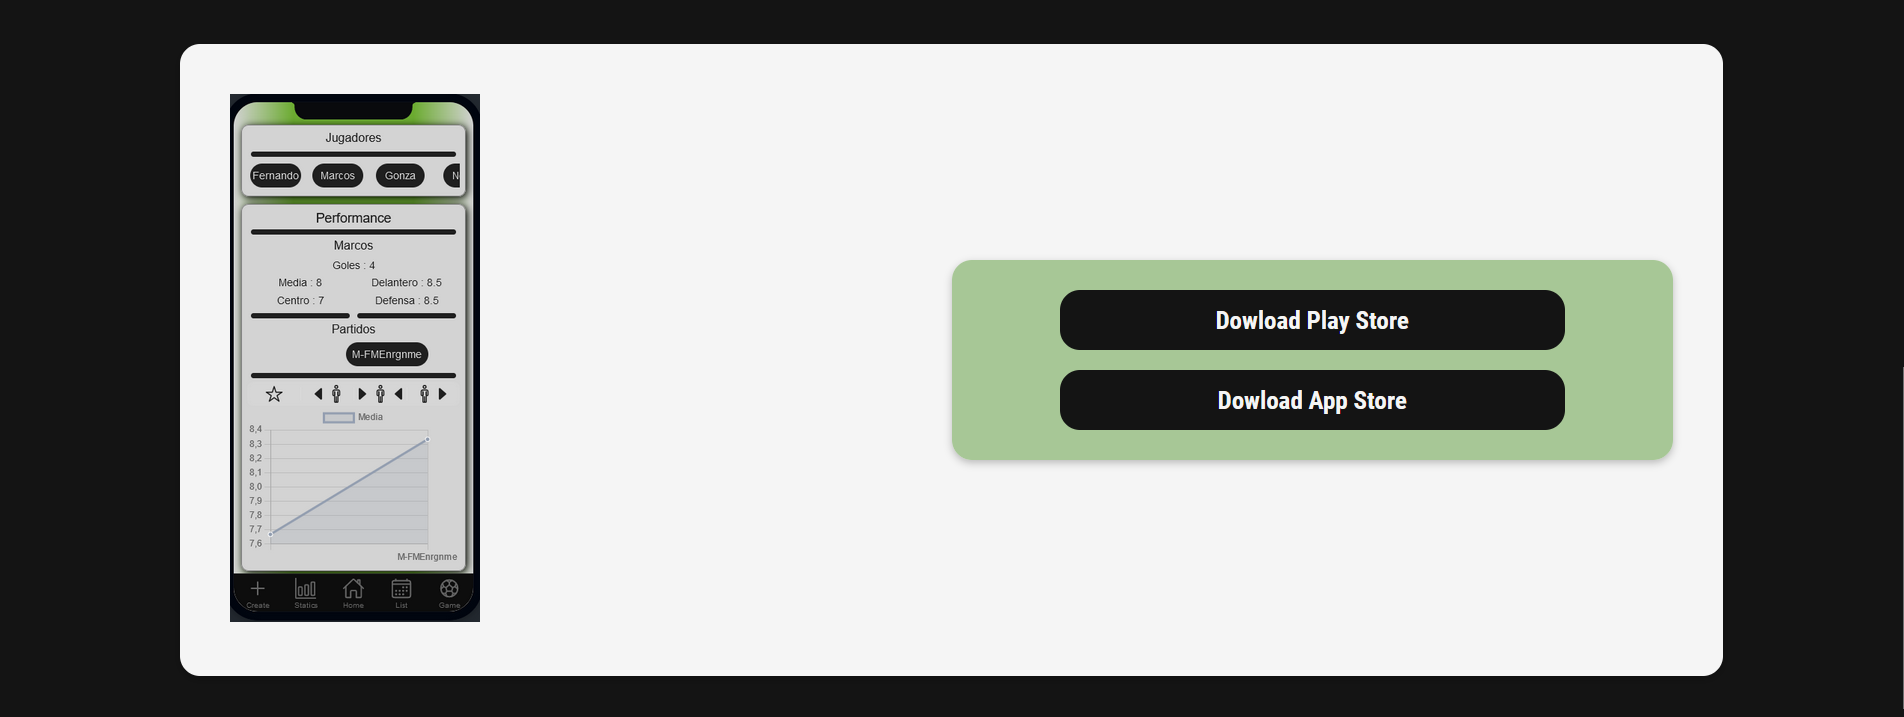 Jugadores
Fernando Marcos Gonza N
Performance
Marcos
Goles : 4
Media : 8 Delantero : 8.5
Centro : 7 Defensa : 8.5
Partidos
M-FMEnrgnme
Media
8,4
8,3
8,2
8,1
8,0
7,9
7,8
7,7
7,6
M-FMEnrgnme
Create Statics Home List Game
Dowload Play Store
Dowload App Store